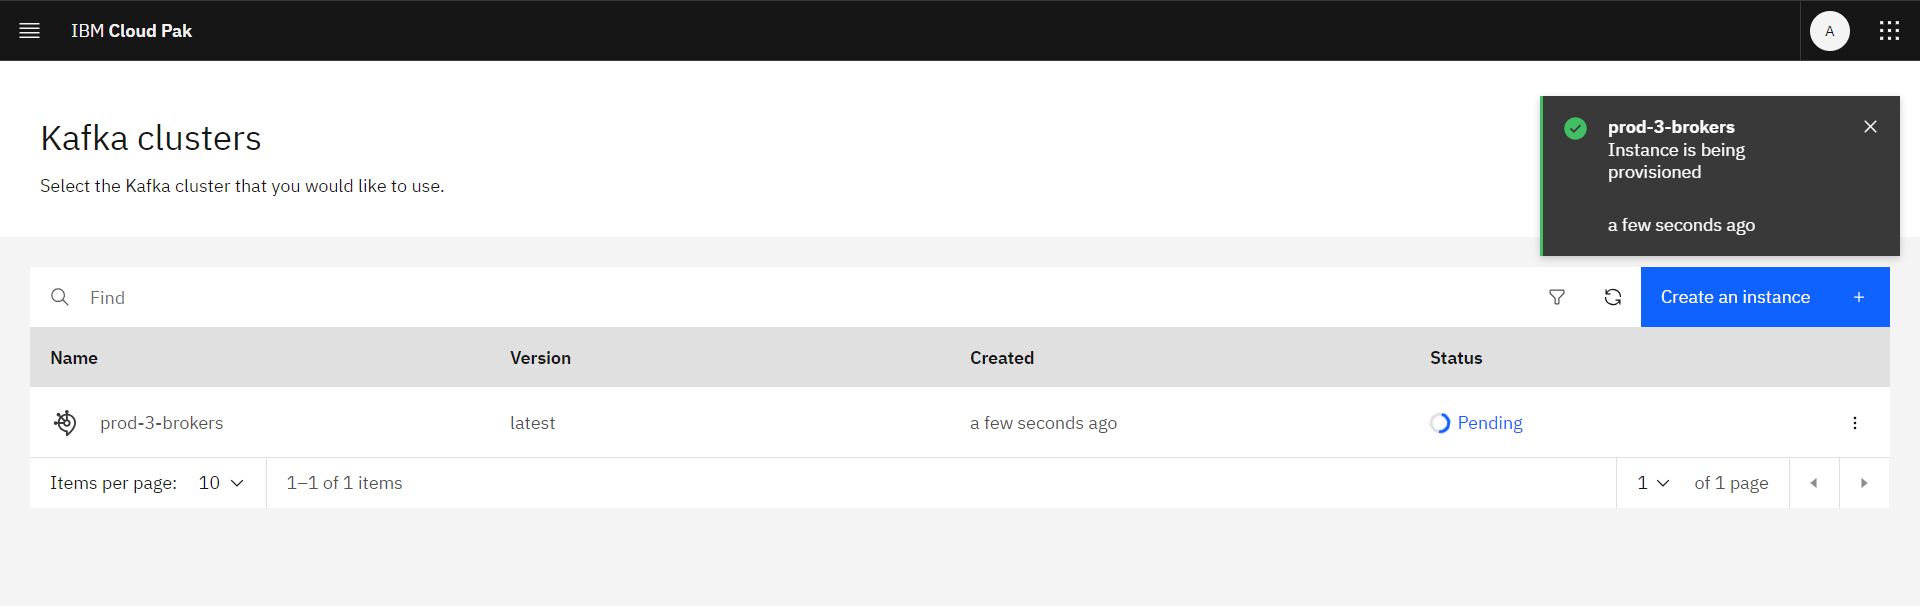 IBM Cloud Pak
A
Kafka clusters
Select the Kafka cluster that you would like to use.
prod-3-brokers
Instance is being
provisioned
a few seconds ago
Find
Create an instance
Name Version Created Status
prod-3-brokers latest a few seconds ago Pending
Items per page: 10 1–1 of 1 items 1 of 1 page